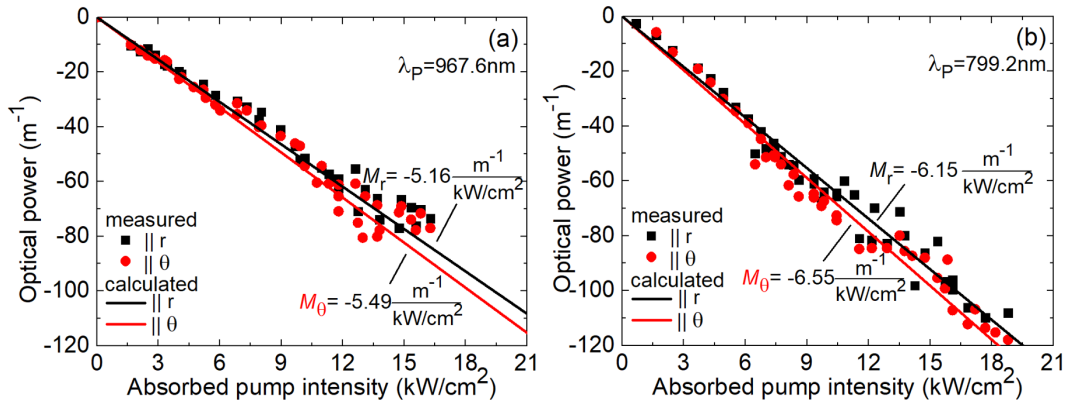 (a)
λP=967.6nm
Optical power (m-1)
0
-20
-40
-60
-80
-100
-120
Mr= -5.16 m-1
kW/cm2
measured
|| r
|| θ
calculated
|| r
|| θ
Mθ= -5.49 m-1
kW/cm2
0 3 6 9 12 15 18 21
Absorbed pump intensity (kW/cm2)
(b)
λP=799.2nm
Optical power (m-1)
0
-20
-40
-60
-80
-100
-120
Mr= -6.15 m-1
kW/cm2
measured
|| r
|| θ
calculated
|| r
|| θ
Mθ=
-6.55 m-1
kW/cm2
0 3 6 9 12 15 18 21
Absorbed pump intensity (kW/cm2)